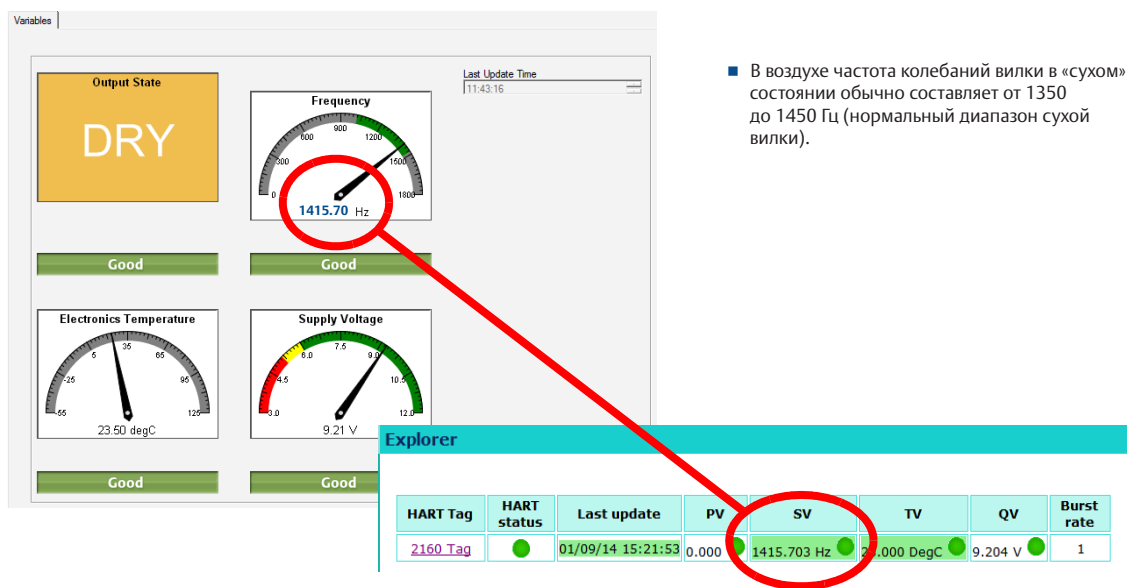 Variables
Output State
DRY
Last Update Time
11:43:16
Frequency
0 300 600 900 1200 1500 1800
1415.70 Hz
Good
Good
Electronics Temperature
-55 -25 5 35 65 95 125
23.50 degC
Supply Voltage
3.0 4.5 6.0 7.5 9.0 10.5 12.0
9.21 V
Good
Good
В воздухе частота колебаний вилки в «сухом»
состоянии обычно составляет от 1350
до 1450 Гц (нормальный диапазон сухой
вилки).
Explorer
HART Tag HART status Last update PV SV TV QV Burst rate
2160 Tag 01/09/14 15:21:53 0.000 1415.703 Hz DegC 9.204 V 1